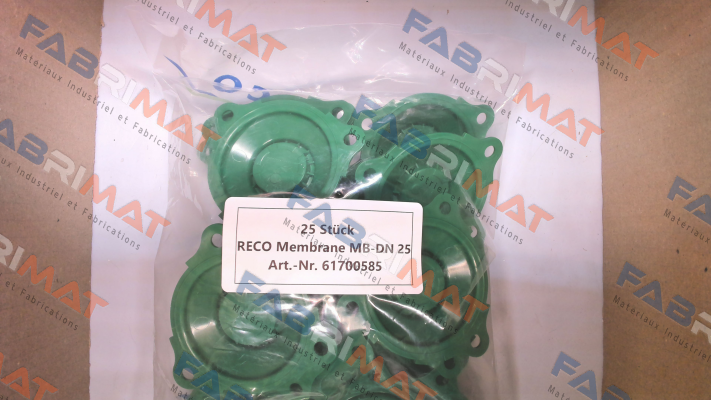 FABRIMAT
Materiaux Industriel et Fabrications
25 Stück
RECO Membrane MB-DN 25
Art.-Nr. 61700585